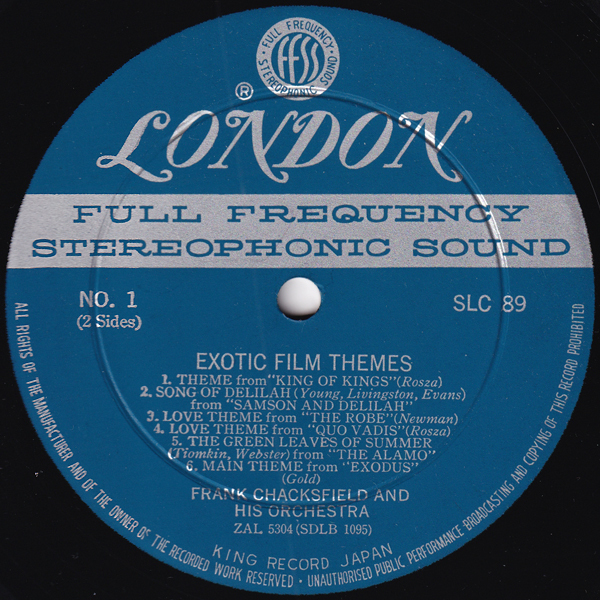 FULL FREQUENCY
ffss
STEREOPHONIC SOUND
®
LONDON
FULL FREQUENCY
STEREOPHONIC SOUND
NO. 1
(2 Sides)
SLC 89
EXOTIC FILM THEMES
1. THEME from "KING OF KINGS" (Rosza)
2. SONG OF DELILAH (Young, Livingston, Evans)
from "SAMSON AND DELILAH"
3. LOVE THEME from "THE ROBE" (Newman)
4. LOVE THEME from "QUO VADIS" (Rosza)
5. THE GREEN LEAVES OF SUMMER
(Tiomkin, Webster) from "THE ALAMO"
6. MAIN THEME from "EXODUS"
(Gold)
FRANK CHACKSFIELD AND
HIS ORCHESTRA
ZAL 5304 (SDLB 1095)
KING RECORD JAPAN
ALL RIGHTS OF THE MANUFACTURER AND OF THE OWNER OF THE RECORDED WORK RESERVED · UNAUTHORISED PUBLIC PERFORMANCE BROADCASTING AND COPYING OF THIS RECORD PROHIBITED